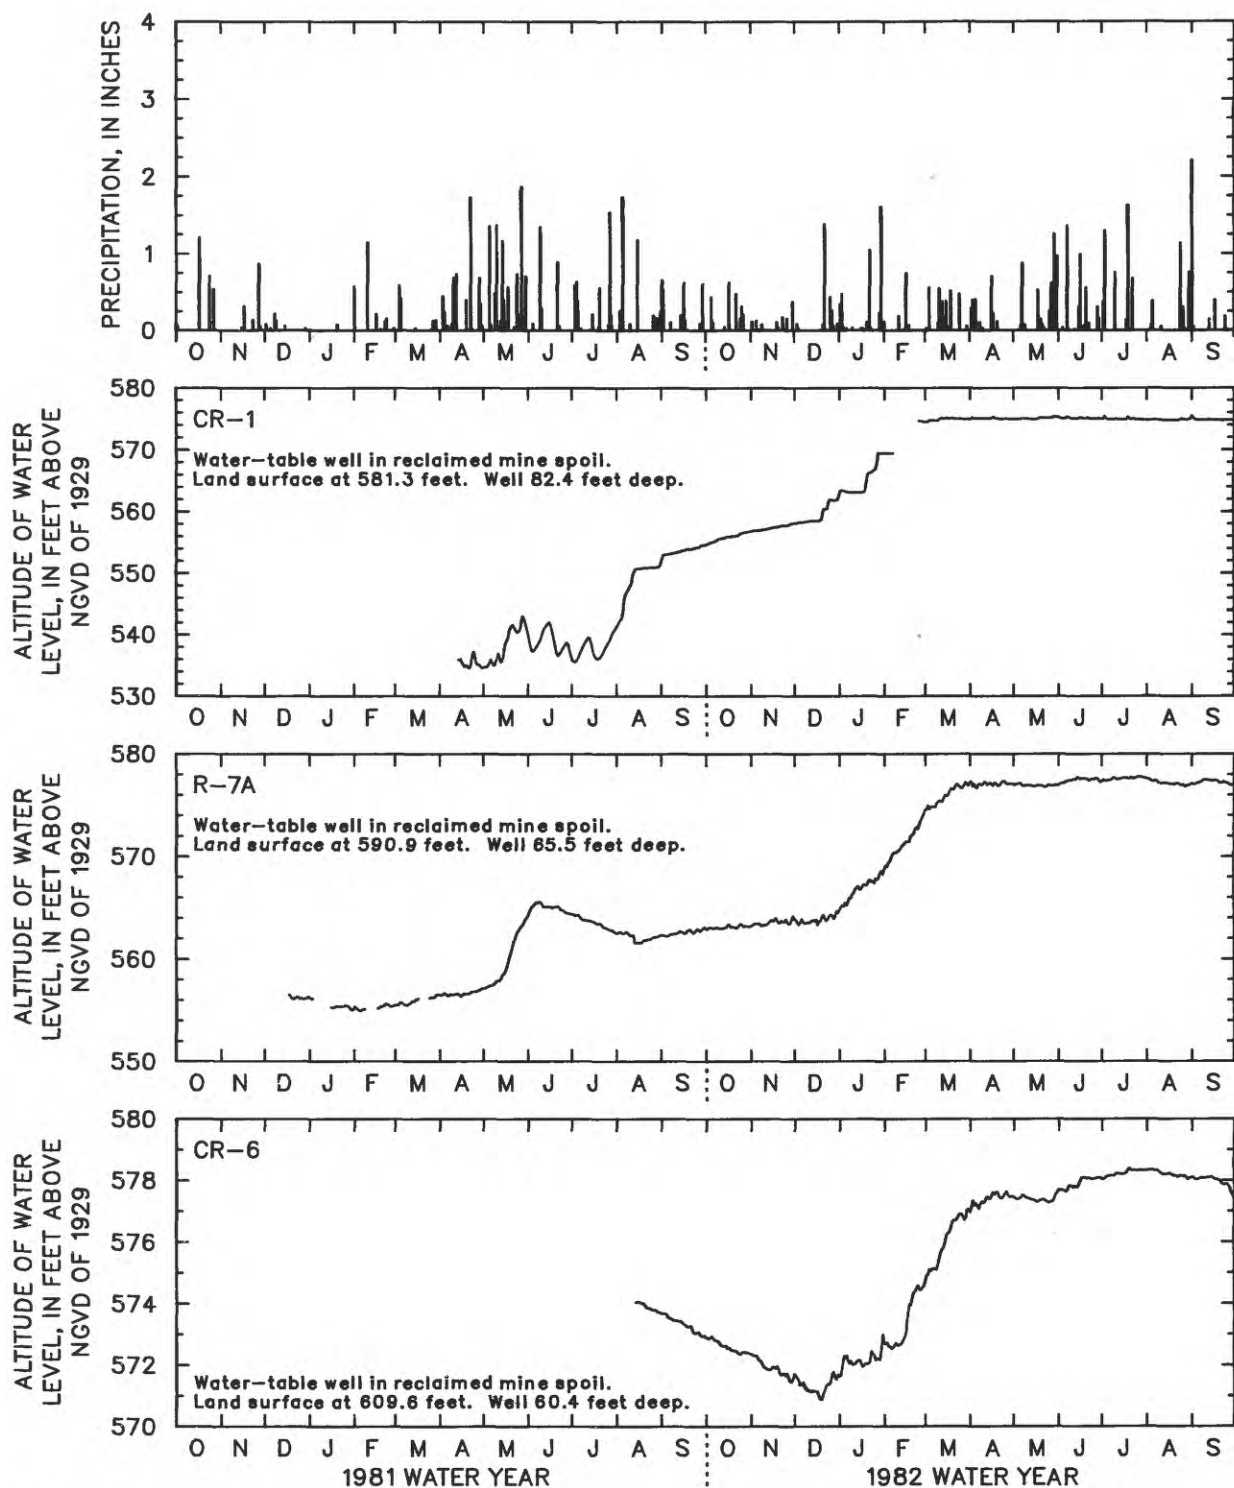 PRECIPITATION, IN INCHES
4
3
2
1
0
O N D J F M A M J J A S O N D J F M A M J J A S
ALTITUDE OF WATER
LEVEL, IN FEET ABOVE
NGVD OF 1929
580
570
560
550
540
530
CR-1
Water-table well in reclaimed mine spoil.
Land surface at 581.3 feet. Well 82.4 feet deep.
O N D J F M A M J J A S O N D J F M A M J J A S
ALTITUDE OF WATER
LEVEL, IN FEET ABOVE
NGVD OF 1929
580
570
560
550
R-7A
Water-table well in reclaimed mine spoil.
Land surface at 590.9 feet. Well 65.5 feet deep.
O N D J F M A M J J A S O N D J F M A M J J A S
ALTITUDE OF WATER
LEVEL, IN FEET ABOVE
NGVD OF 1929
580
578
576
574
572
570
CR-6
Water-table well in reclaimed mine spoil.
Land surface at 609.6 feet. Well 60.4 feet deep.
O N D J F M A M J J A S O N D J F M A M J J A S
1981 WATER YEAR 1982 WATER YEAR